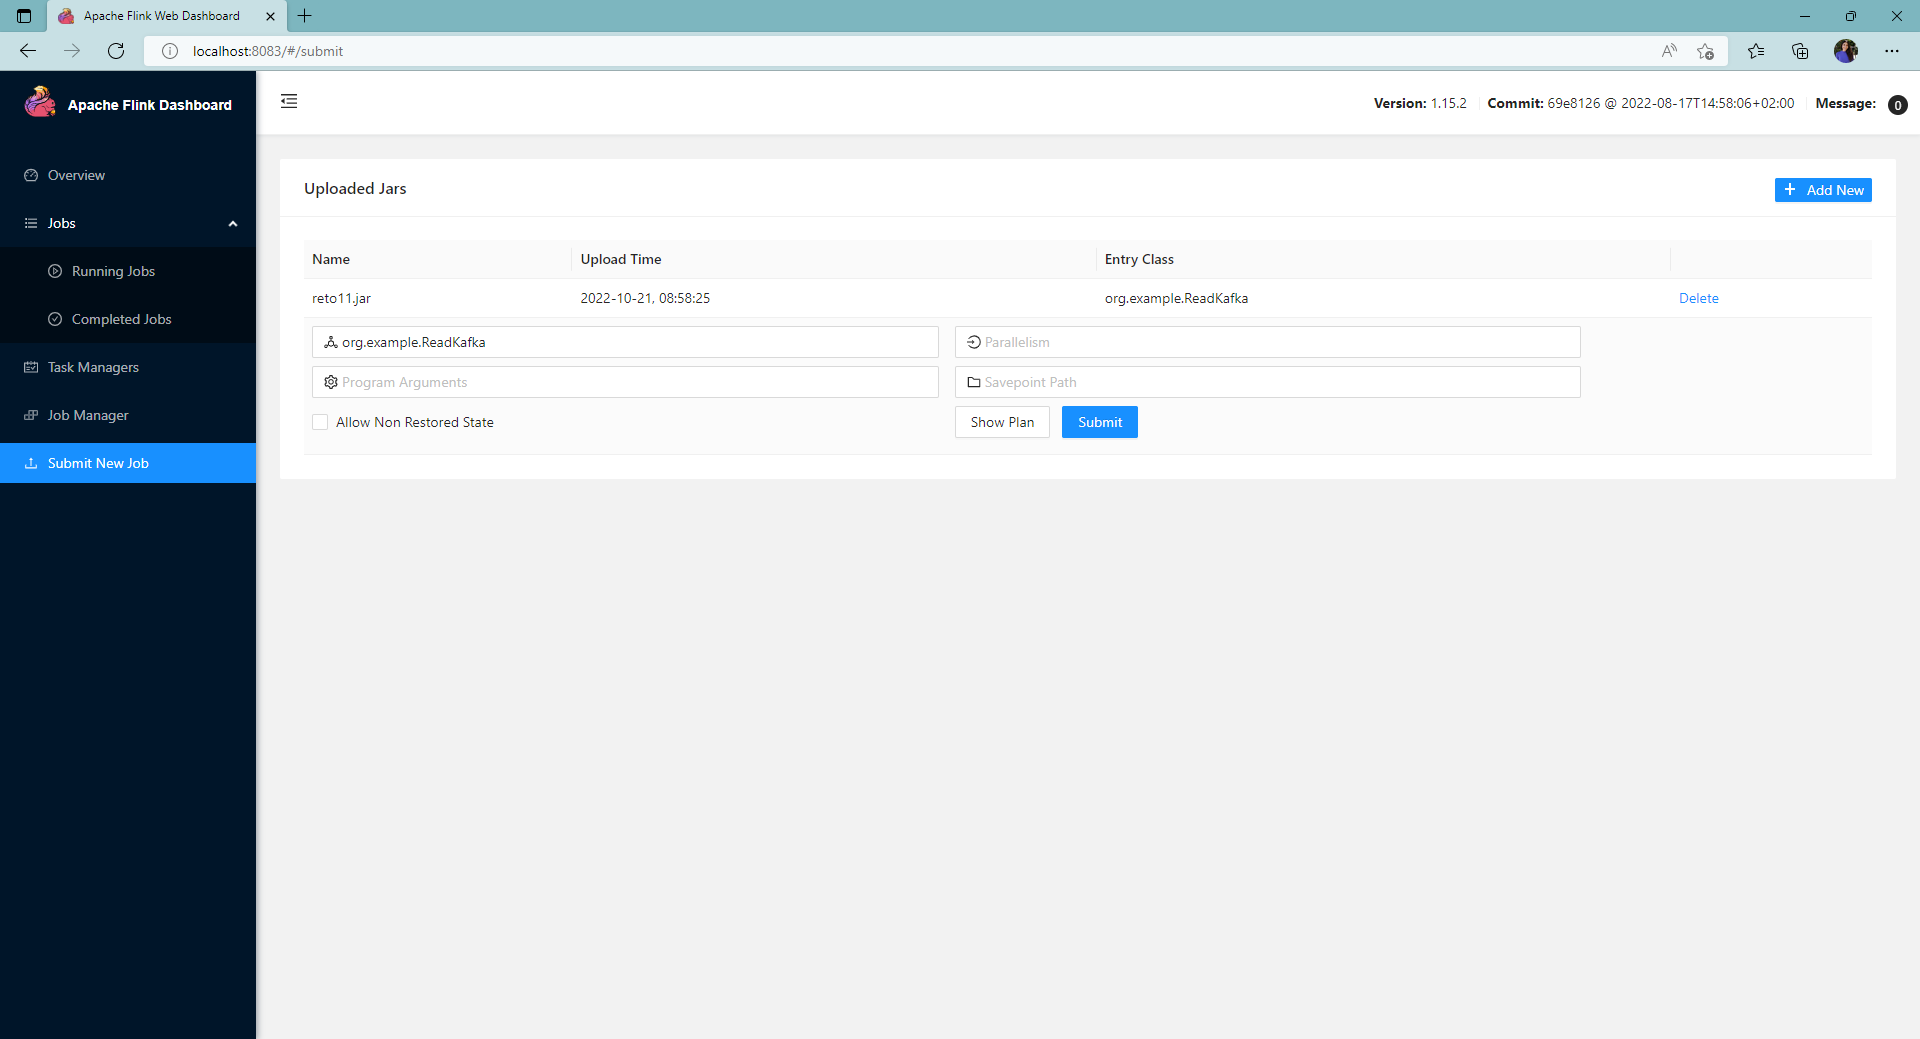 Apache Flink Web Dashboard
localhost:8083/#/submit
Apache Flink Dashboard
Version: 1.15.2 Commit: 69e8126 @ 2022-08-17T14:58:06+02:00 Message: 0
Overview
Jobs
Running Jobs
Completed Jobs
Task Managers
Job Manager
Submit New Job
Uploaded Jars
+ Add New
Name Upload Time Entry Class
reto11.jar 2022-10-21, 08:58:25 org.example.ReadKafka Delete
org.example.ReadKafka Parallelism
Program Arguments Savepoint Path
Allow Non Restored State Show Plan Submit